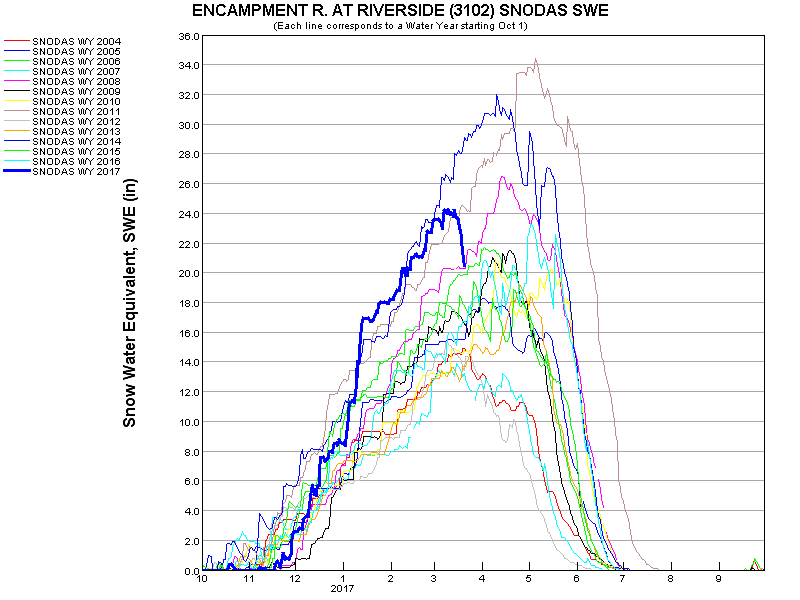 ENCAMPMENT R. AT RIVERSIDE (3102) SNODAS SWE
(Each line corresponds to a Water Year starting Oct 1)
SNODAS WY 2004
SNODAS WY 2005
SNODAS WY 2006
SNODAS WY 2007
SNODAS WY 2008
SNODAS WY 2009
SNODAS WY 2010
SNODAS WY 2011
SNODAS WY 2012
SNODAS WY 2013
SNODAS WY 2014
SNODAS WY 2015
SNODAS WY 2016
SNODAS WY 2017
Snow Water Equivalent, SWE (in)
36.0
34.0
32.0
30.0
28.0
26.0
24.0
22.0
20.0
18.0
16.0
14.0
12.0
10.0
8.0
6.0
4.0
2.0
0.0
10 11 12 1 2 3 4 5 6 7 8 9
2017